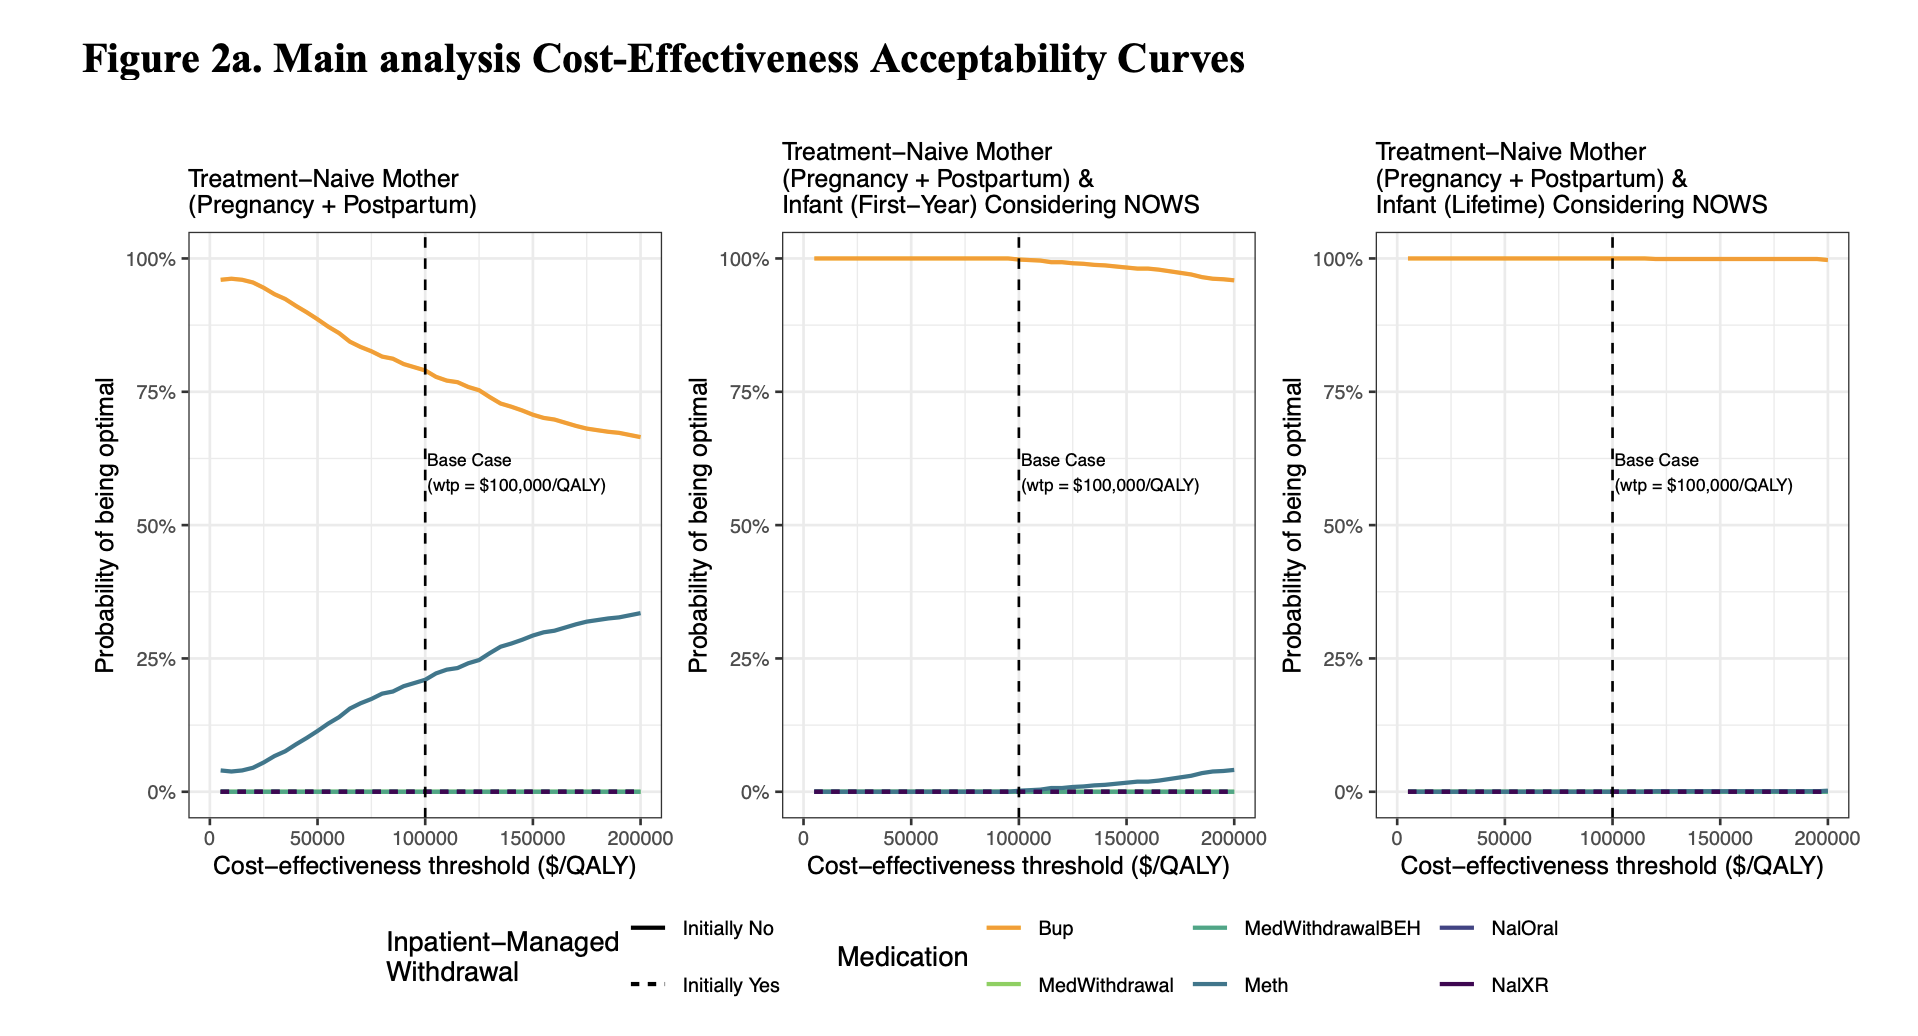 Figure 2a. Main analysis Cost-Effectiveness Acceptability Curves
Treatment−Naive Mother
(Pregnancy + Postpartum)
100%
75%
50%
25%
0%
Probability of being optimal
Base Case
(wtp = $100,000/QALY)
0 50000 100000 150000 200000
Cost−effectiveness threshold ($/QALY)
Treatment−Naive Mother
(Pregnancy + Postpartum) &
Infant (First−Year) Considering NOWS
100%
75%
50%
25%
0%
Probability of being optimal
Base Case
(wtp = $100,000/QALY)
0 50000 100000 150000 200000
Cost−effectiveness threshold ($/QALY)
Treatment−Naive Mother
(Pregnancy + Postpartum) &
Infant (Lifetime) Considering NOWS
100%
75%
50%
25%
0%
Probability of being optimal
Base Case
(wtp = $100,000/QALY)
0 50000 100000 150000 200000
Cost−effectiveness threshold ($/QALY)
Inpatient−Managed
Withdrawal
Initially No
Initially Yes
Medication
Bup
MedWithdrawal
MedWithdrawalBEH
Meth
NalOral
NalXR